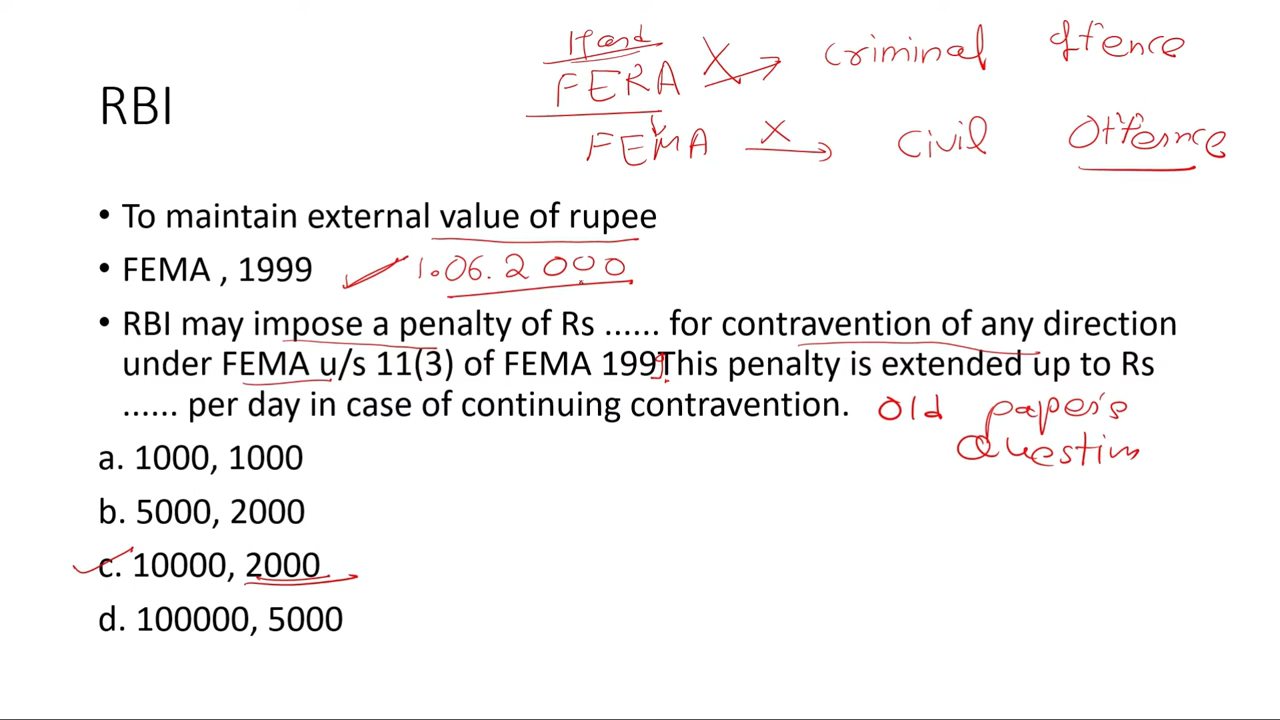 Hard
FERA X → criminal offence
RBI
FEMA X → Civil Offence
• To maintain external value of rupee
• FEMA , 1999 ✓ 1.06.2000
• RBI may impose a penalty of Rs ...... for contravention of any direction
under FEMA u/s 11(3) of FEMA 1999 This penalty is extended up to Rs
...... per day in case of continuing contravention. Old paper's
Question
a. 1000, 1000
b. 5000, 2000
✓ c. 10000, 2000
d. 100000, 5000